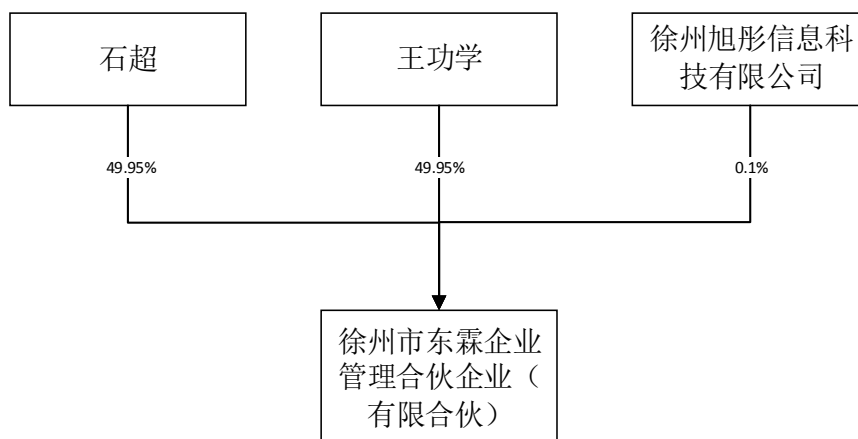 石超
王功学
徐州旭彤信息科
技有限公司
49.95%
49.95%
0.1%
徐州市东霖企业
管理合伙企业（
有限合伙）